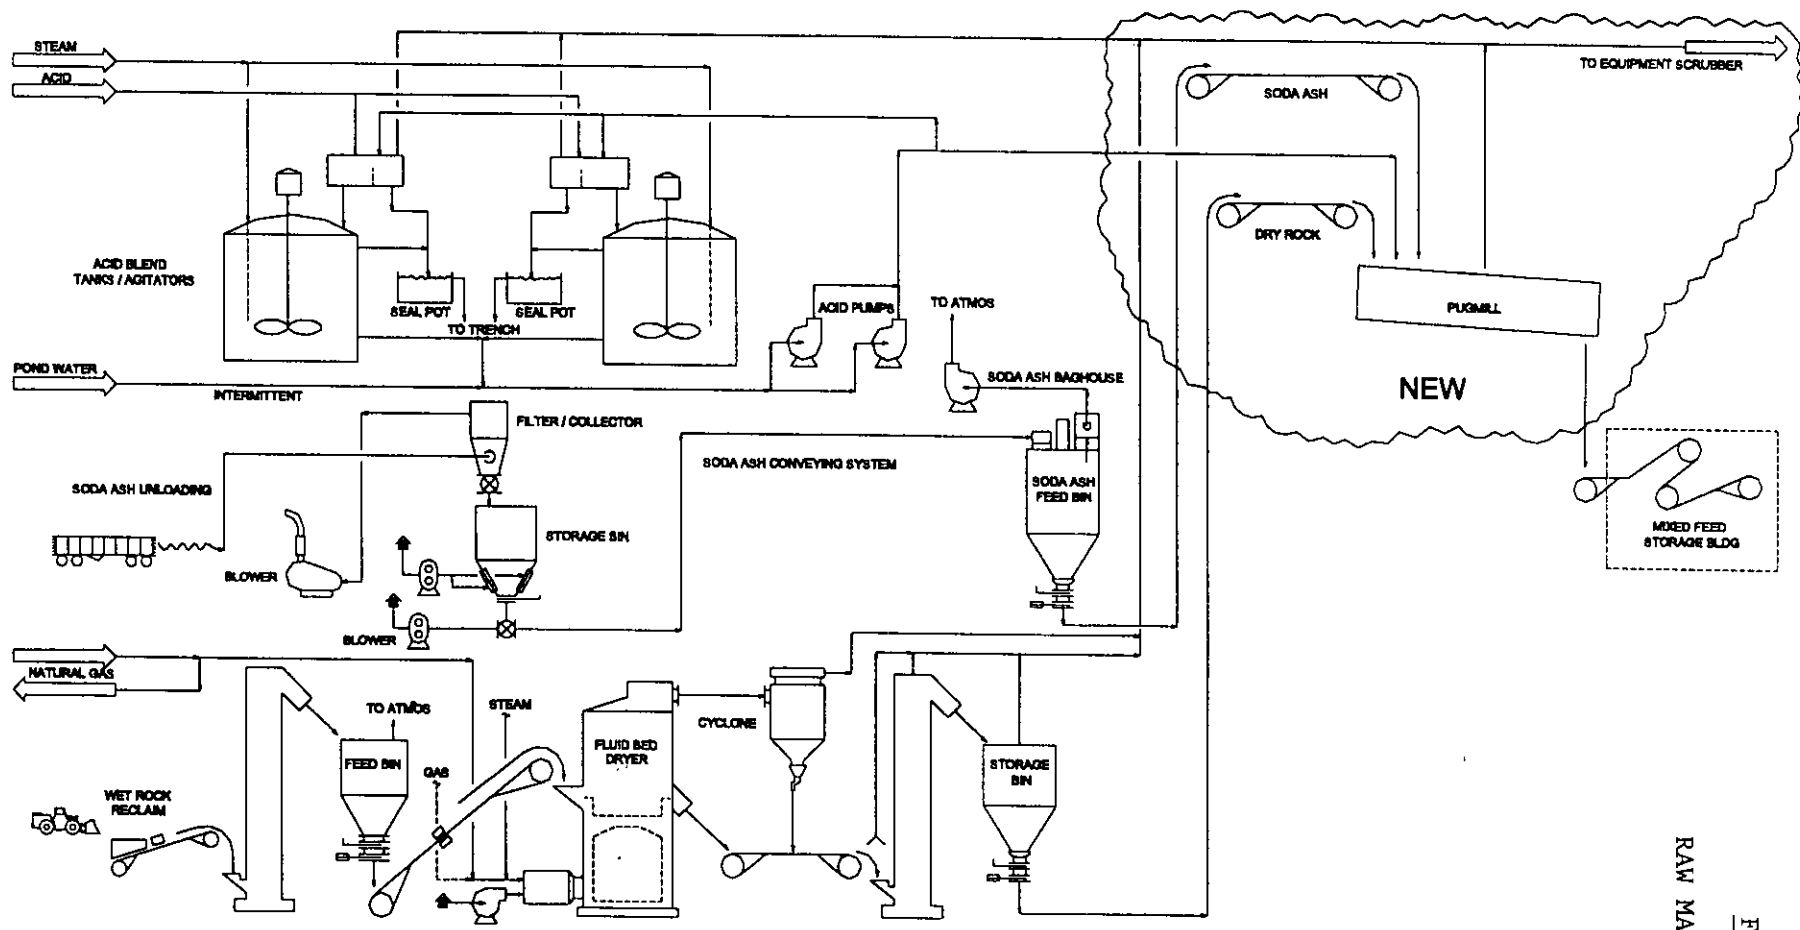 STEAM
ACID
TO EQUIPMENT SCRUBBER
SODA ASH
DRY ROCK
ACID BLEND
TANKS / AGITATORS
SEAL POT
SEAL POT
TO TRENCH
ACID PUMPS
TO ATMOS
PUGMILL
POND WATER
INTERMITTENT
SODA ASH BAGHOUSE
NEW
FILTER / COLLECTOR
SODA ASH CONVEYING SYSTEM
SODA ASH UNLOADING
SODA ASH
FEED BIN
STORAGE BIN
MIXED FEED
STORAGE BLDG
BLOWER
BLOWER
NATURAL GAS
TO ATMOS
STEAM
CYCLONE
FEED BIN
GAS
FLUID BED
DRYER
STORAGE
BIN
WET ROCK
RECLAIM
RAW MA
F